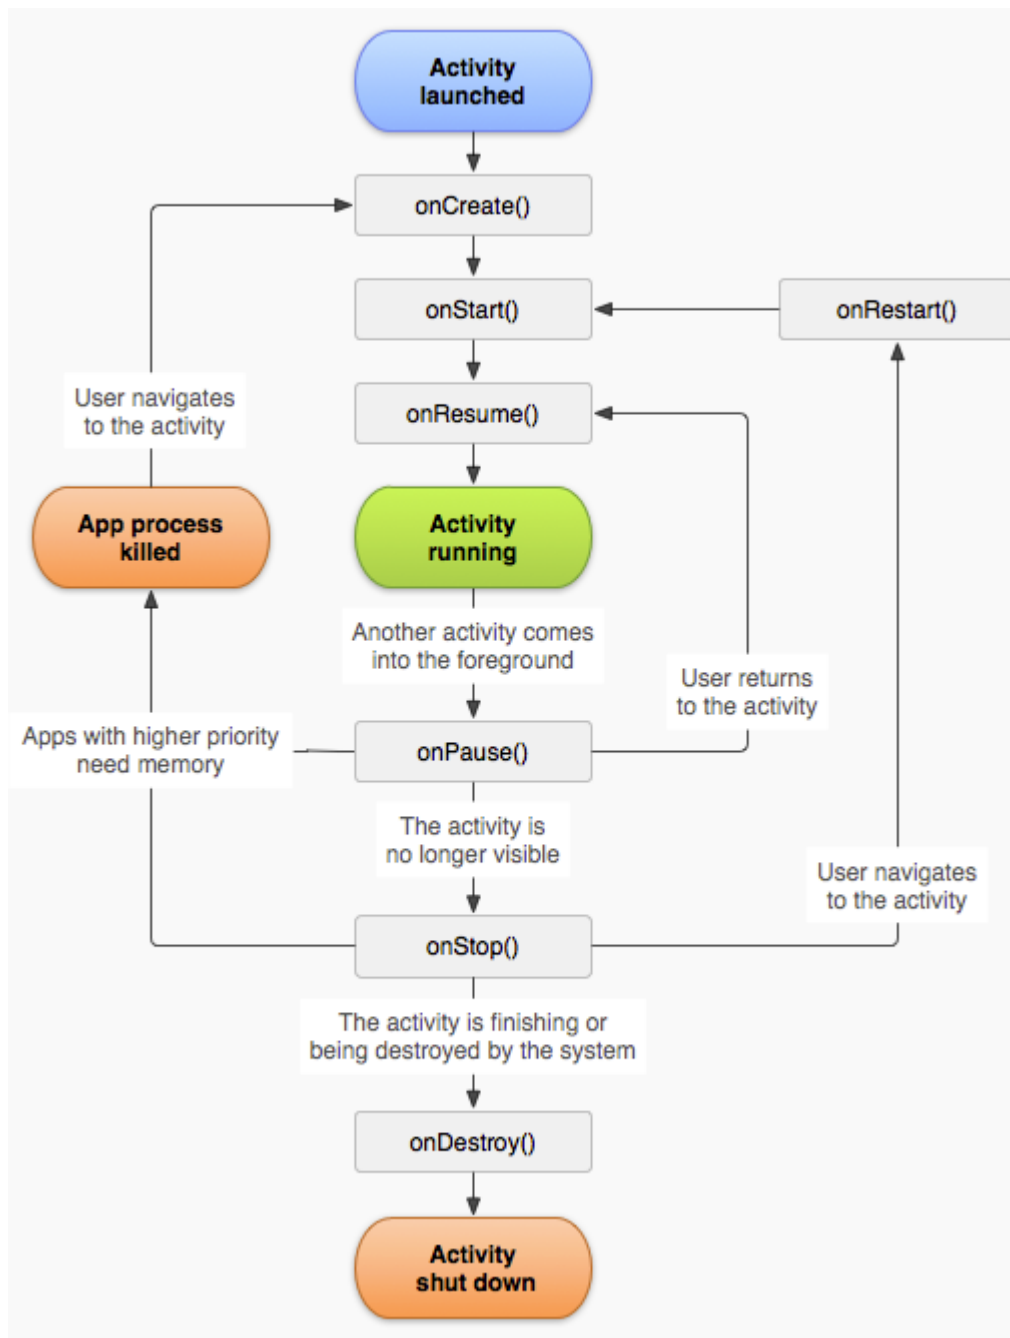 Activity
launched
onCreate()
onStart()
onRestart()
User navigates
to the activity
onResume()
App process
killed
Activity
running
Another activity comes
into the foreground
User returns
to the activity
Apps with higher priority
need memory
onPause()
The activity is
no longer visible
User navigates
to the activity
onStop()
The activity is finishing or
being destroyed by the system
onDestroy()
Activity
shut down